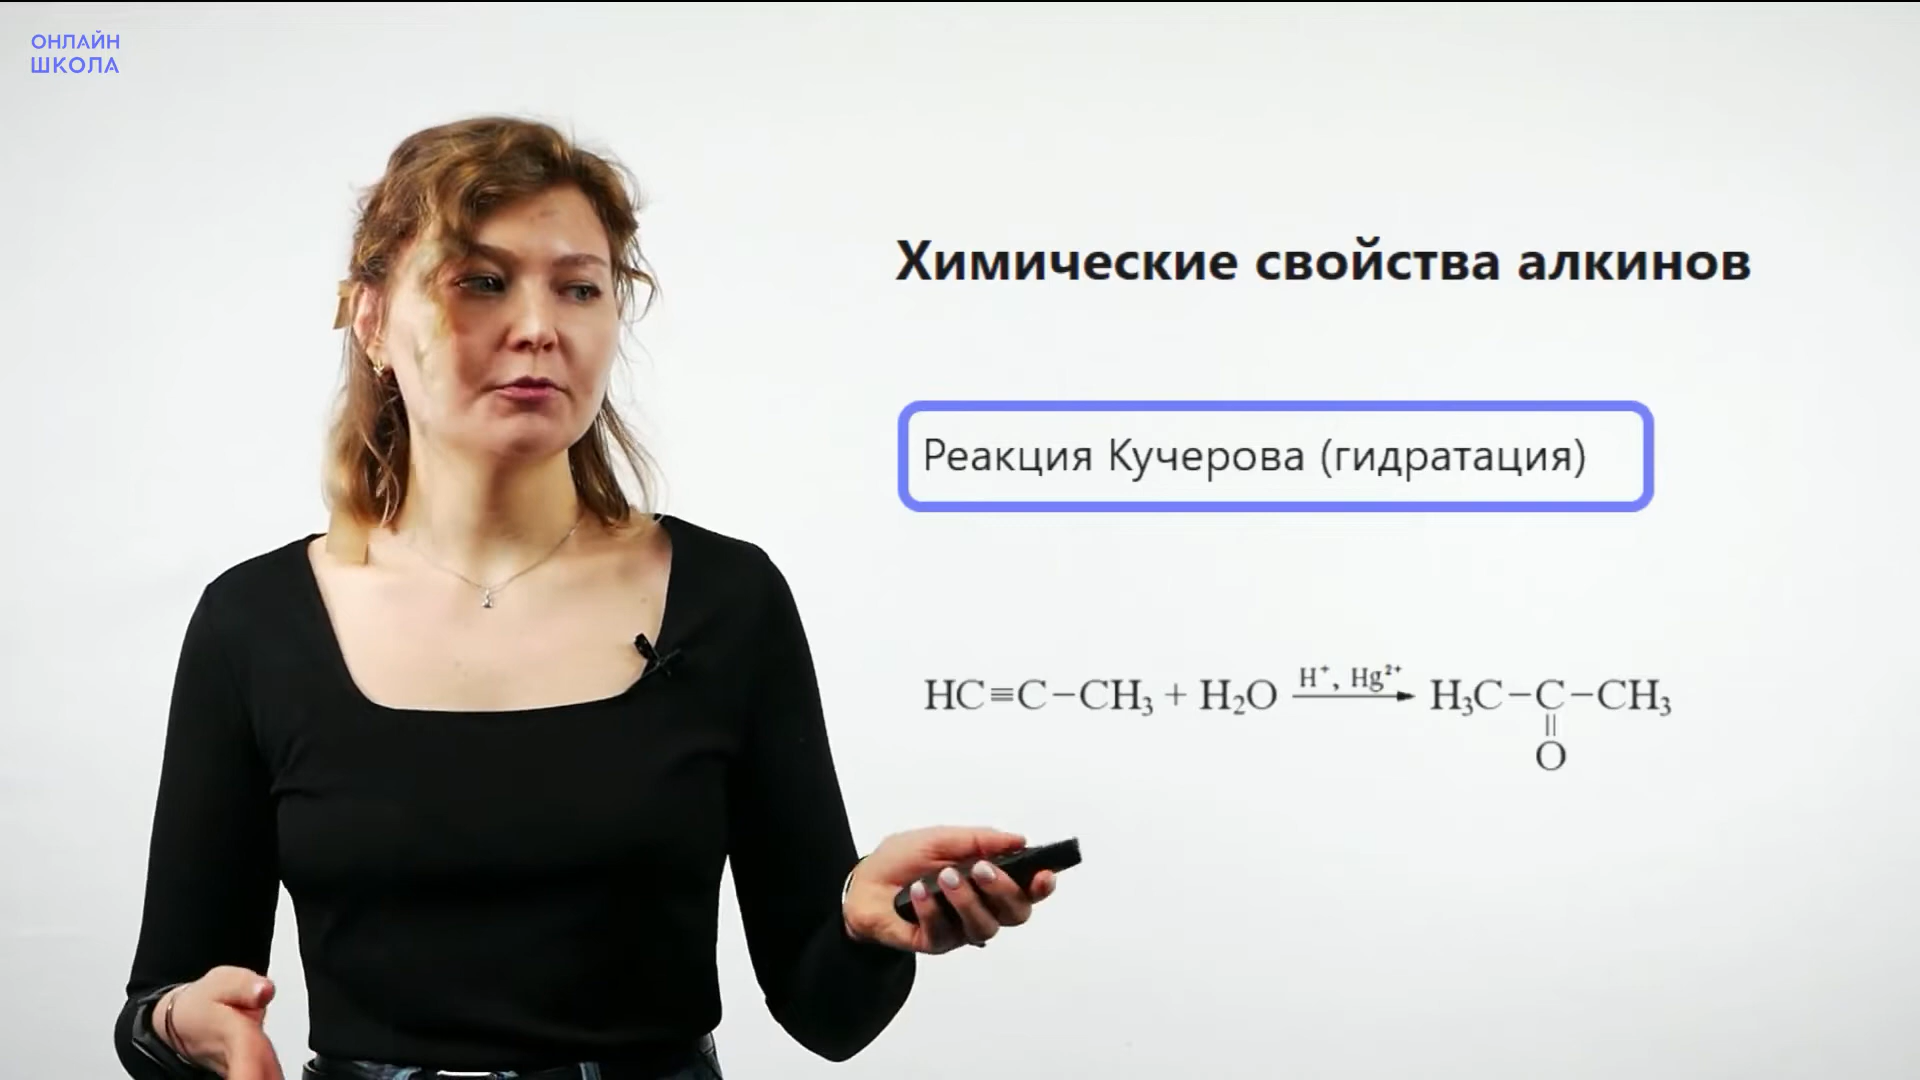 ОНЛАЙН
ШКОЛА
Химические свойства алкинов
Реакция Кучерова (гидратация)
HC≡C−CH₃ + H₂O —H⁺, Hg²⁺→ H₃C−C−CH₃
||
O